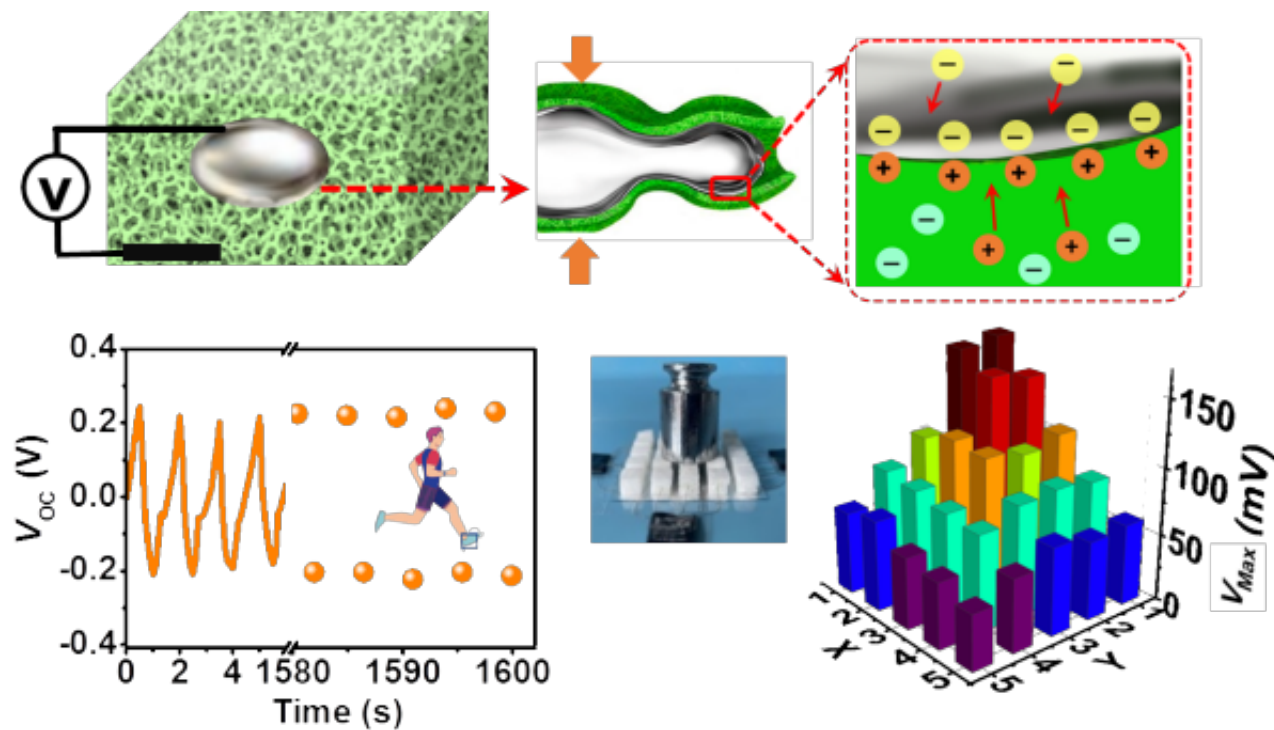 V
− −
− − − − −
+ + + + +
−
+ + −
− −
0.4
0.2
0.0
-0.2
-0.4
V_OC (V)
0 2 4 1580 1590 1600
Time (s)
150
100
50
0
V_Max (mV)
1 2 3 4 5
X
5 4 3 2 1
Y